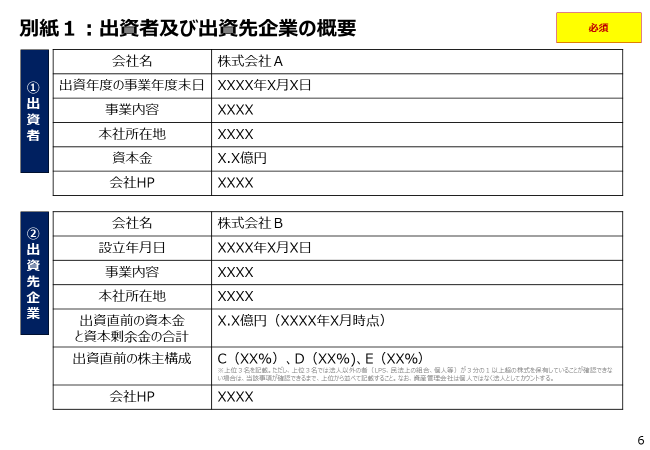 別紙１：出資者及び出資先企業の概要
必須
①出資者
会社名 株式会社Ａ
出資年度の事業年度末日 XXXX年X月X日
事業内容 XXXX
本社所在地 XXXX
資本金 X.X億円
会社HP XXXX
②出資先企業
会社名 株式会社Ｂ
設立年月日 XXXX年X月X日
事業内容 XXXX
本社所在地 XXXX
出資直前の資本金
と資本剰余金の合計 X.X億円（XXXX年X月時点）
出資直前の株主構成 C（XX%）、D（XX%）、E（XX%）
※上位３名を記載。ただし、上位３名では法人以外の者（LPS、民法上の組合、個人等）が３分の１以上超の株式を保有していることが確認できな
い場合は、当該事項が確認できるまで、上位から並べて記載すること。なお、資産管理会社は個人ではなく法人としてカウントする。
会社HP XXXX
6